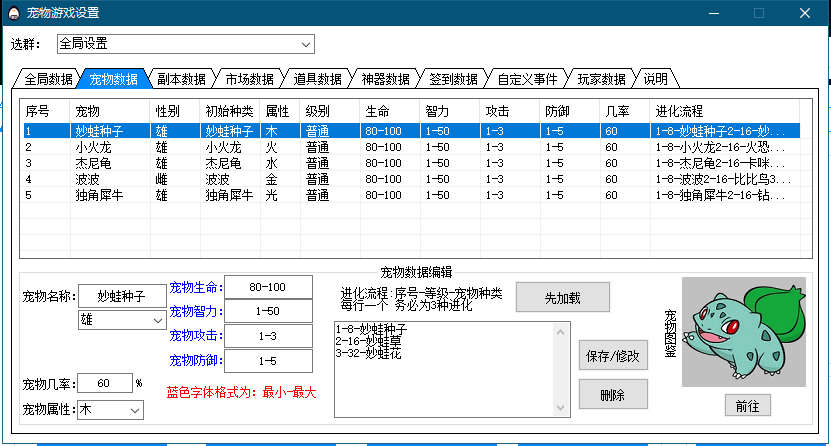 宠物游戏设置
选群： 全局设置
全局数据 宠物数据 副本数据 市场数据 道具数据 神器数据 签到数据 自定义事件 玩家数据 说明
序号 宠物 性别 初始种类 属性 级别 生命 智力 攻击 防御 几率 进化流程
1 妙蛙种子 雄 妙蛙种子 木 普通 80-100 1-50 1-3 1-5 60 1-8-妙蛙种子2-16-妙...
2 小火龙 雄 小火龙 火 普通 80-100 1-50 1-3 1-5 60 1-8-小火龙2-16-火恐...
3 杰尼龟 雄 杰尼龟 水 普通 80-100 1-50 1-3 1-5 60 1-8-杰尼龟2-16-卡咪...
4 波波 雌 波波 金 普通 80-100 1-50 1-3 1-5 60 1-8-波波2-16-比比鸟3...
5 独角犀牛 雄 独角犀牛 光 普通 80-100 1-50 1-3 1-5 60 1-8-独角犀牛2-16-钻...
宠物数据编辑
宠物名称： 妙蛙种子
雄
宠物几率： 60 %
宠物属性： 木
宠物生命： 80-100
宠物智力： 1-50
宠物攻击： 1-3
宠物防御： 1-5
蓝色字体格式为：最小-最大
进化流程：序号-等级-宠物种类
每行一个 务必为3种进化
先加载
1-8-妙蛙种子
2-16-妙蛙草
3-32-妙蛙花
保存/修改
删除
宠物图鉴
前往